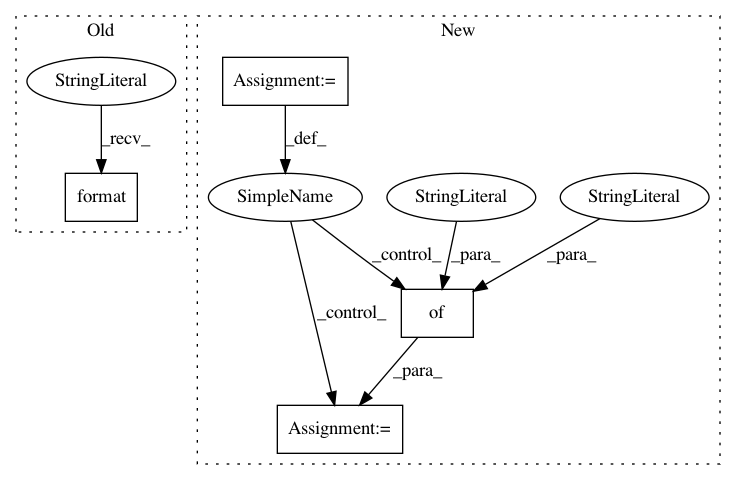 Old
New
StringLiteral
Assignment:=
_recv_
_def_
format
SimpleName
StringLiteral
StringLiteral
_control_
_para_
_para_
_control_
of
_para_
Assignment:=